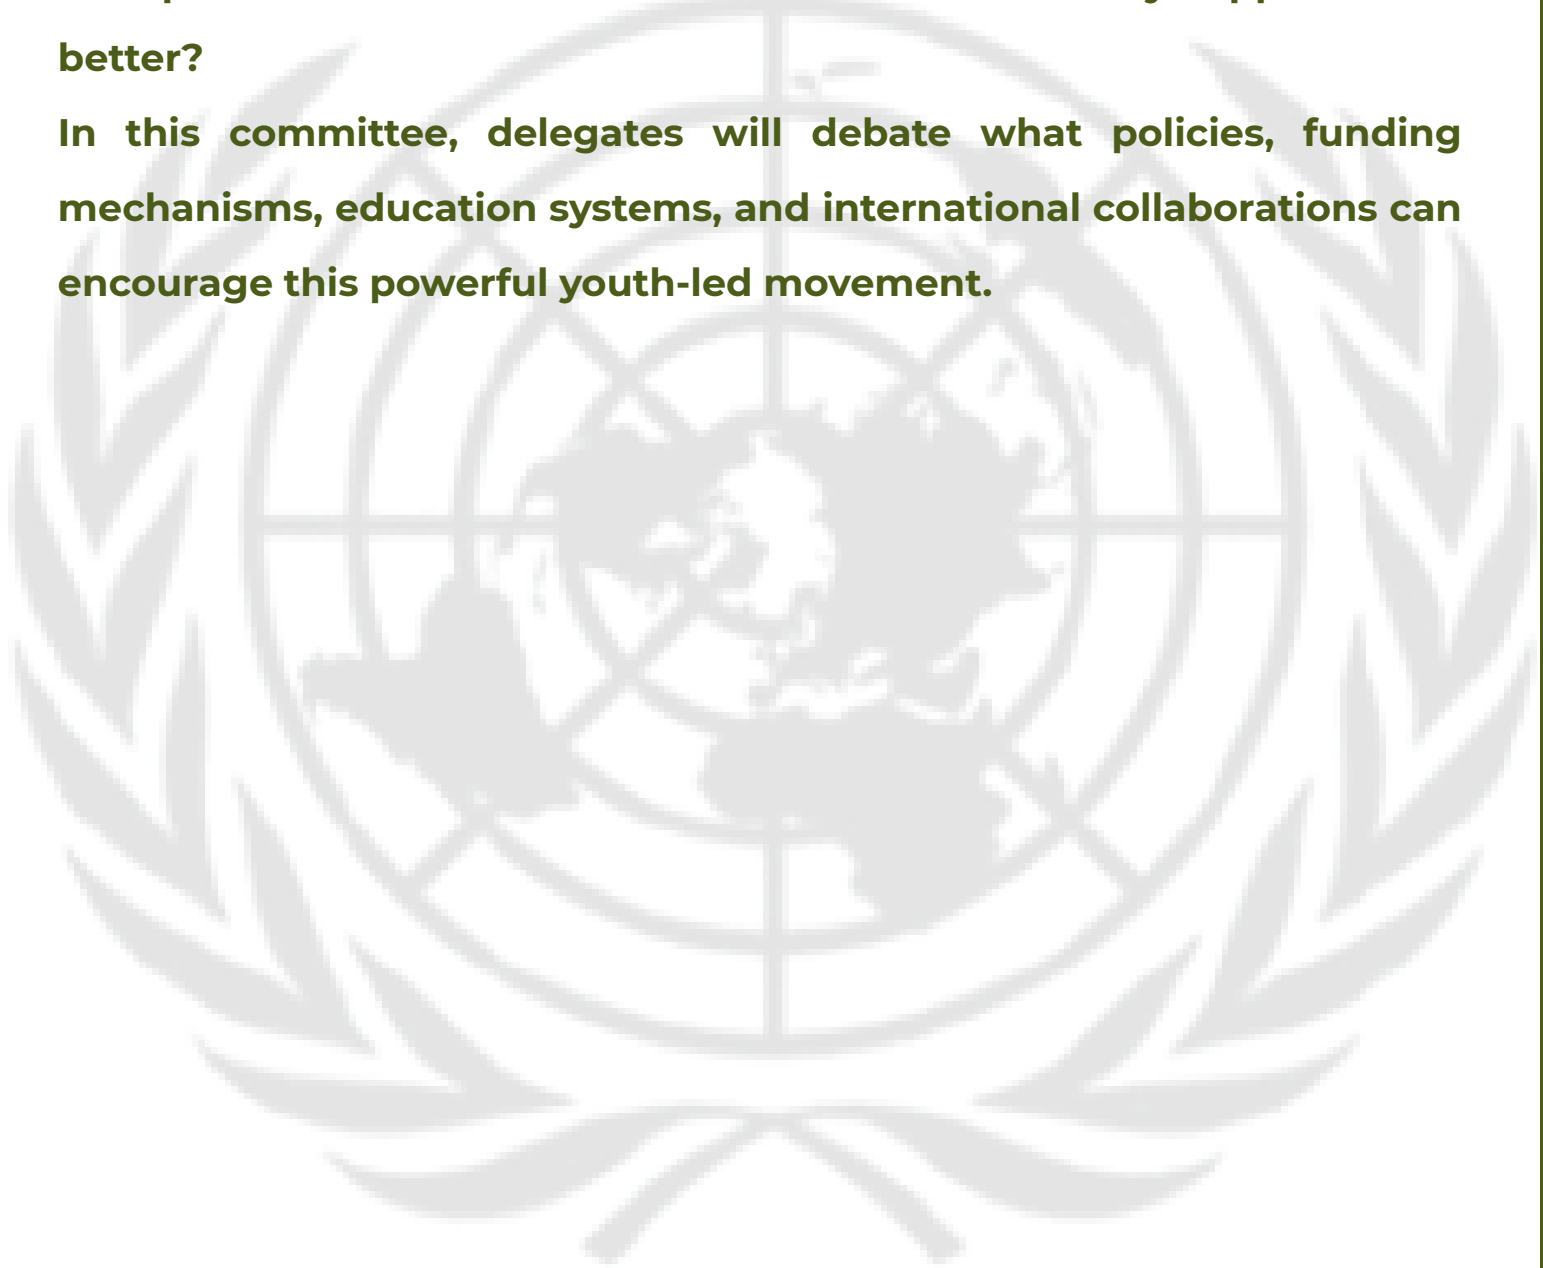 better?
In this committee, delegates will debate what policies, funding
mechanisms, education systems, and international collaborations can
encourage this powerful youth-led movement.